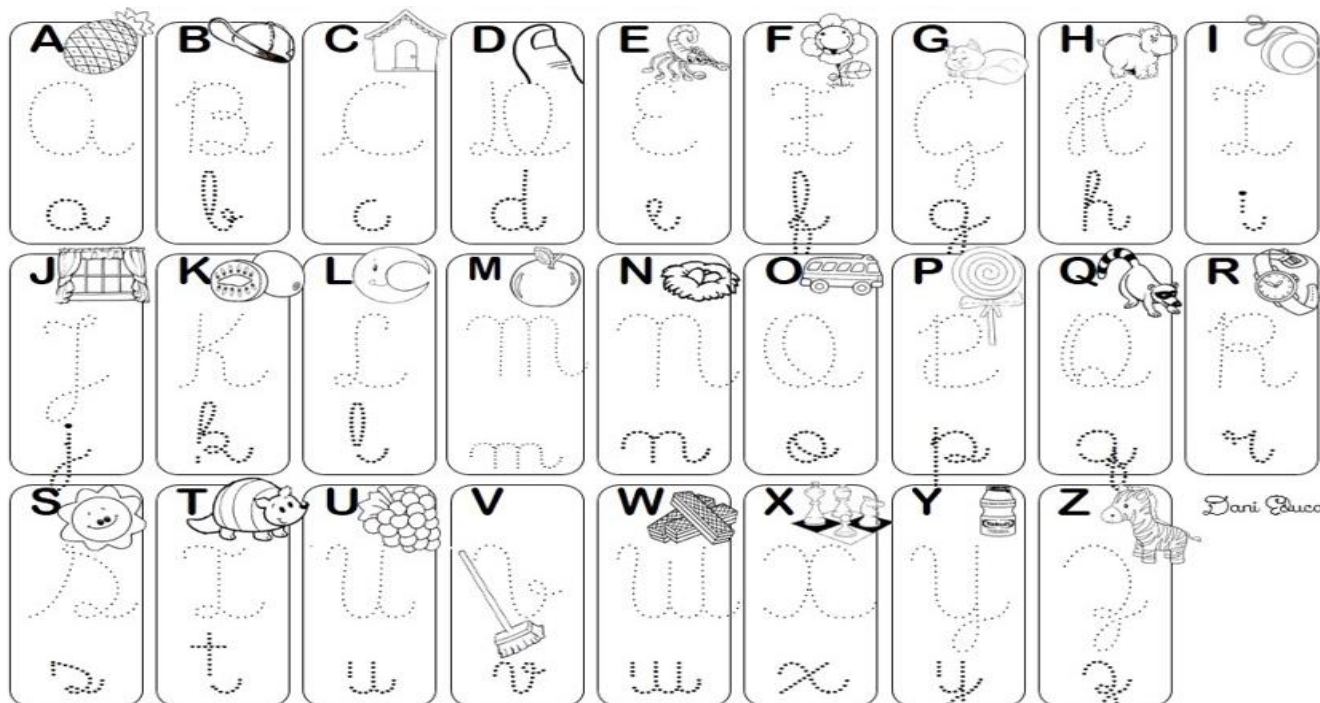 A B C D E F G H I
A B C D E F G H I
a b c d e f g h i
J K L M N O P Q R
J K L M N O P Q R
j k l m n o p q r
S T U V W X Y Z
Dani Educa
S T U V W X Y Z
s t u v w x y z